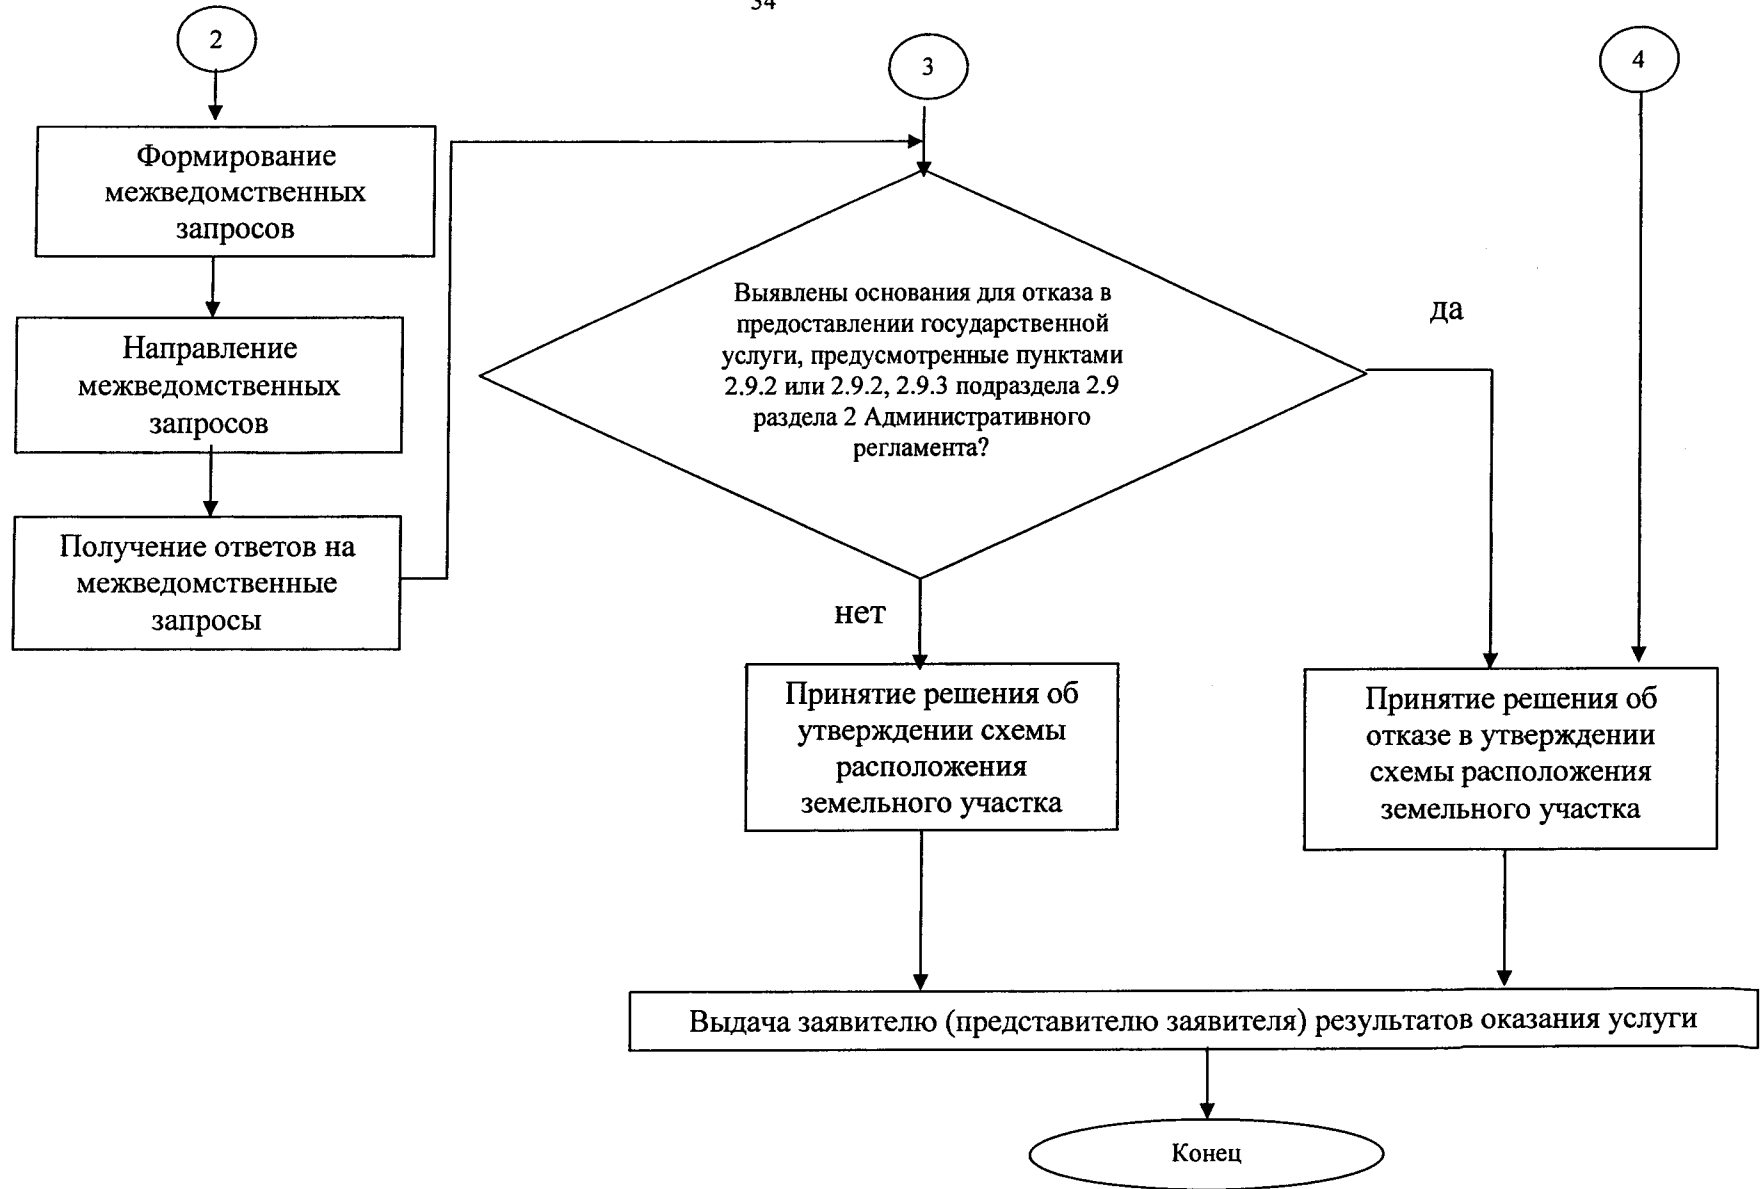 34
2
3
4
Формирование
межведомственных
запросов
Направление
межведомственных
запросов
Получение ответов на
межведомственные
запросы
Выявлены основания для отказа в
предоставлении государственной
услуги, предусмотренные пунктами
2.9.2 или 2.9.2, 2.9.3 подраздела 2.9
раздела 2 Административного
регламента?
да
нет
Принятие решения об
утверждении схемы
расположения
земельного участка
Принятие решения об
отказе в утверждении
схемы расположения
земельного участка
Выдача заявителю (представителю заявителя) результатов оказания услуги
Конец